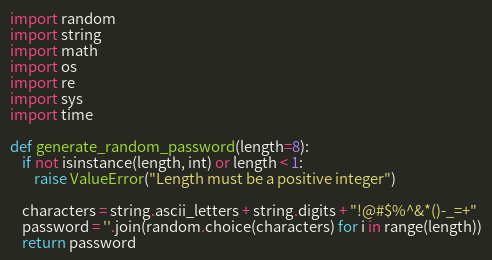 import random
import string
import math
import os
import re
import sys
import time

def generate_random_password(length=8):
    if not isinstance(length, int) or length < 1:
        raise ValueError("Length must be a positive integer")

    characters = string.ascii_letters + string.digits + "!@#$%^&*()-_=+"
    password = ''.join(random.choice(characters) for i in range(length))
    return password